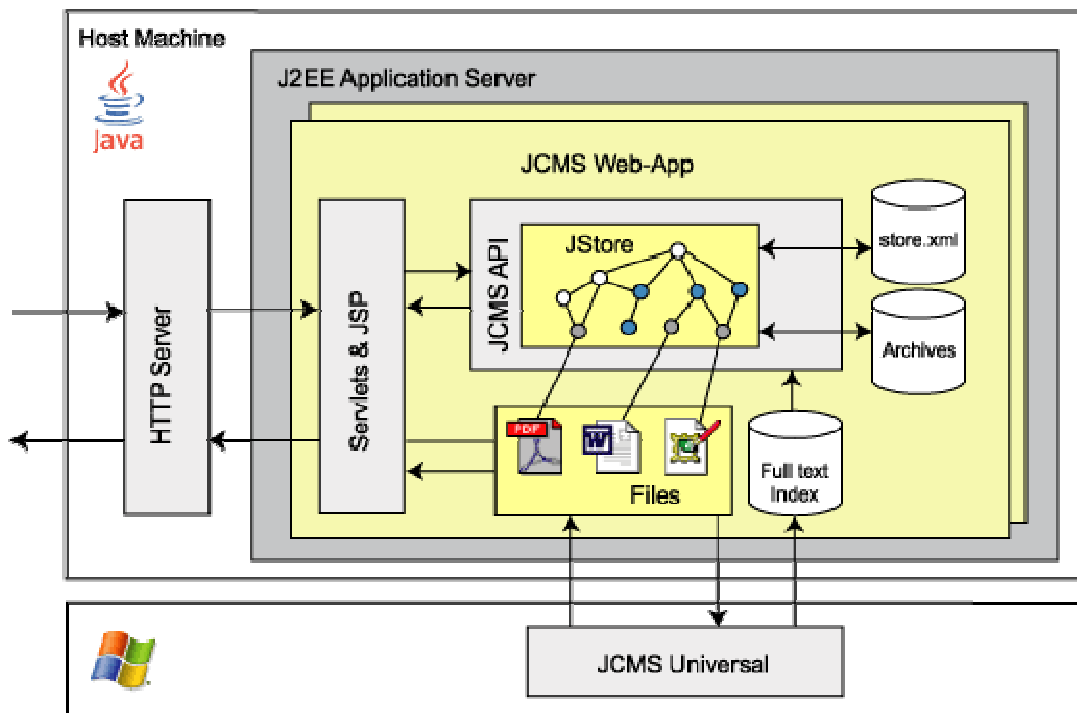 Host Machine
Java
J2EE Application Server
JCMS Web-App
HTTP Server
Servlets & JSP
JCMS API
JStore
store.xml
Archives
PDF
W
Files
Full text
Index
JCMS Universal